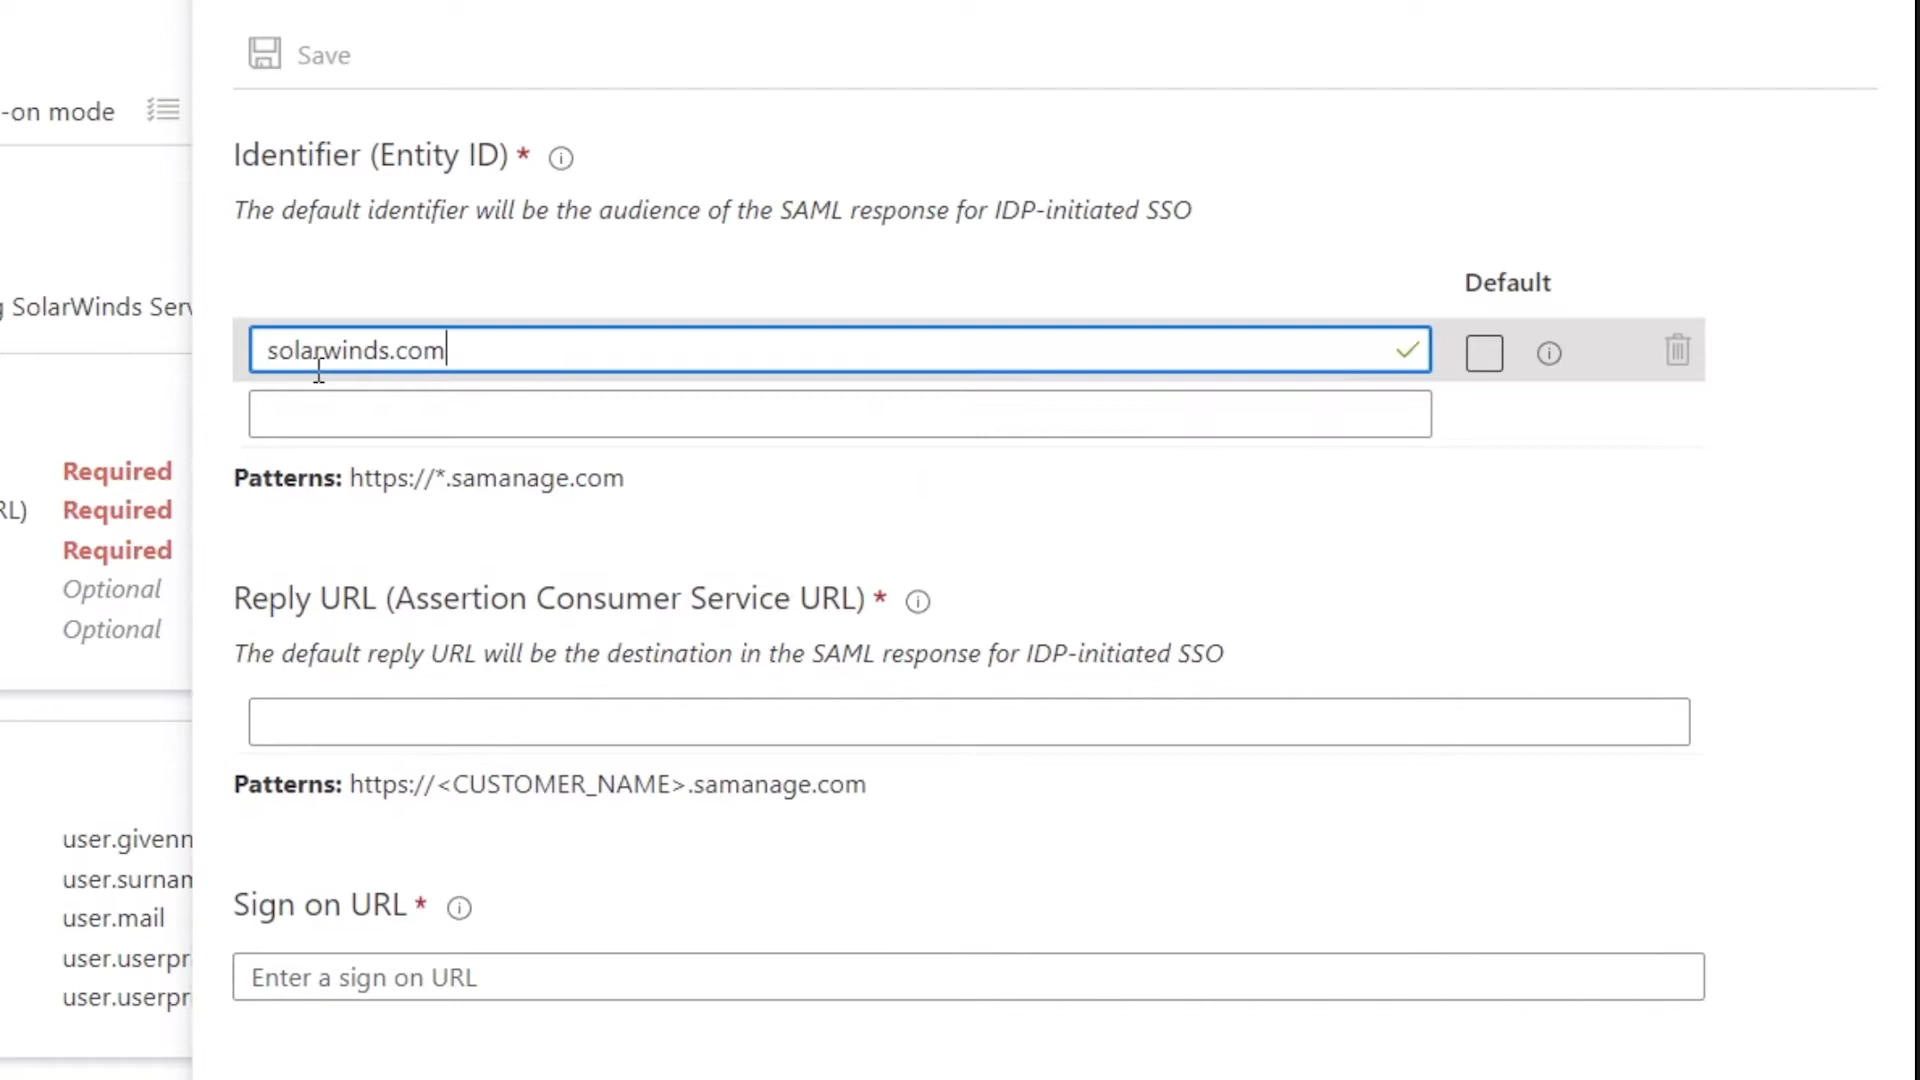 Save
-on mode
Identifier (Entity ID) *
The default identifier will be the audience of the SAML response for IDP-initiated SSO
Default
SolarWinds Serv
solarwinds.com
Patterns: https://*.samanage.com
Required
RL) Required
Required
Optional
Optional
Reply URL (Assertion Consumer Service URL) *
The default reply URL will be the destination in the SAML response for IDP-initiated SSO
Patterns: https://<CUSTOMER_NAME>.samanage.com
user.givenn
user.surnam
user.mail
user.userpri
user.userpri
Sign on URL *
Enter a sign on URL